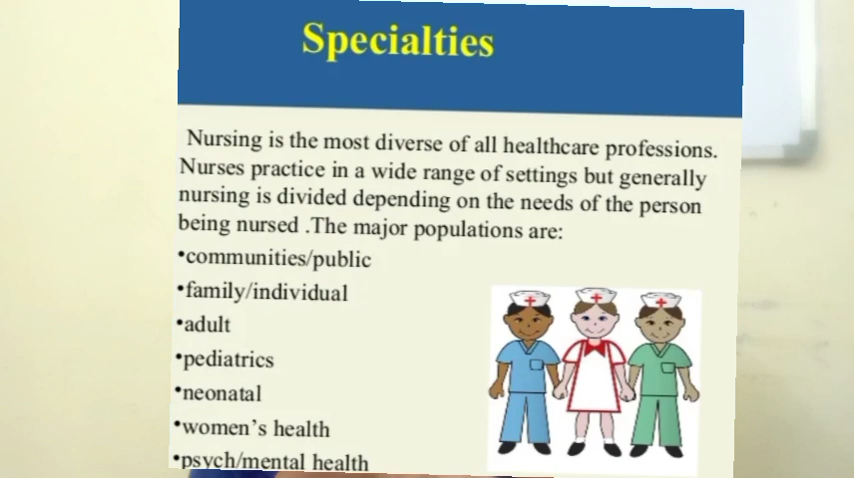 Specialties
Nursing is the most diverse of all healthcare professions.
Nurses practice in a wide range of settings but generally
nursing is divided depending on the needs of the person
being nursed .The major populations are:
•communities/public
•family/individual
•adult
•pediatrics
•neonatal
•women's health
•psych/mental health